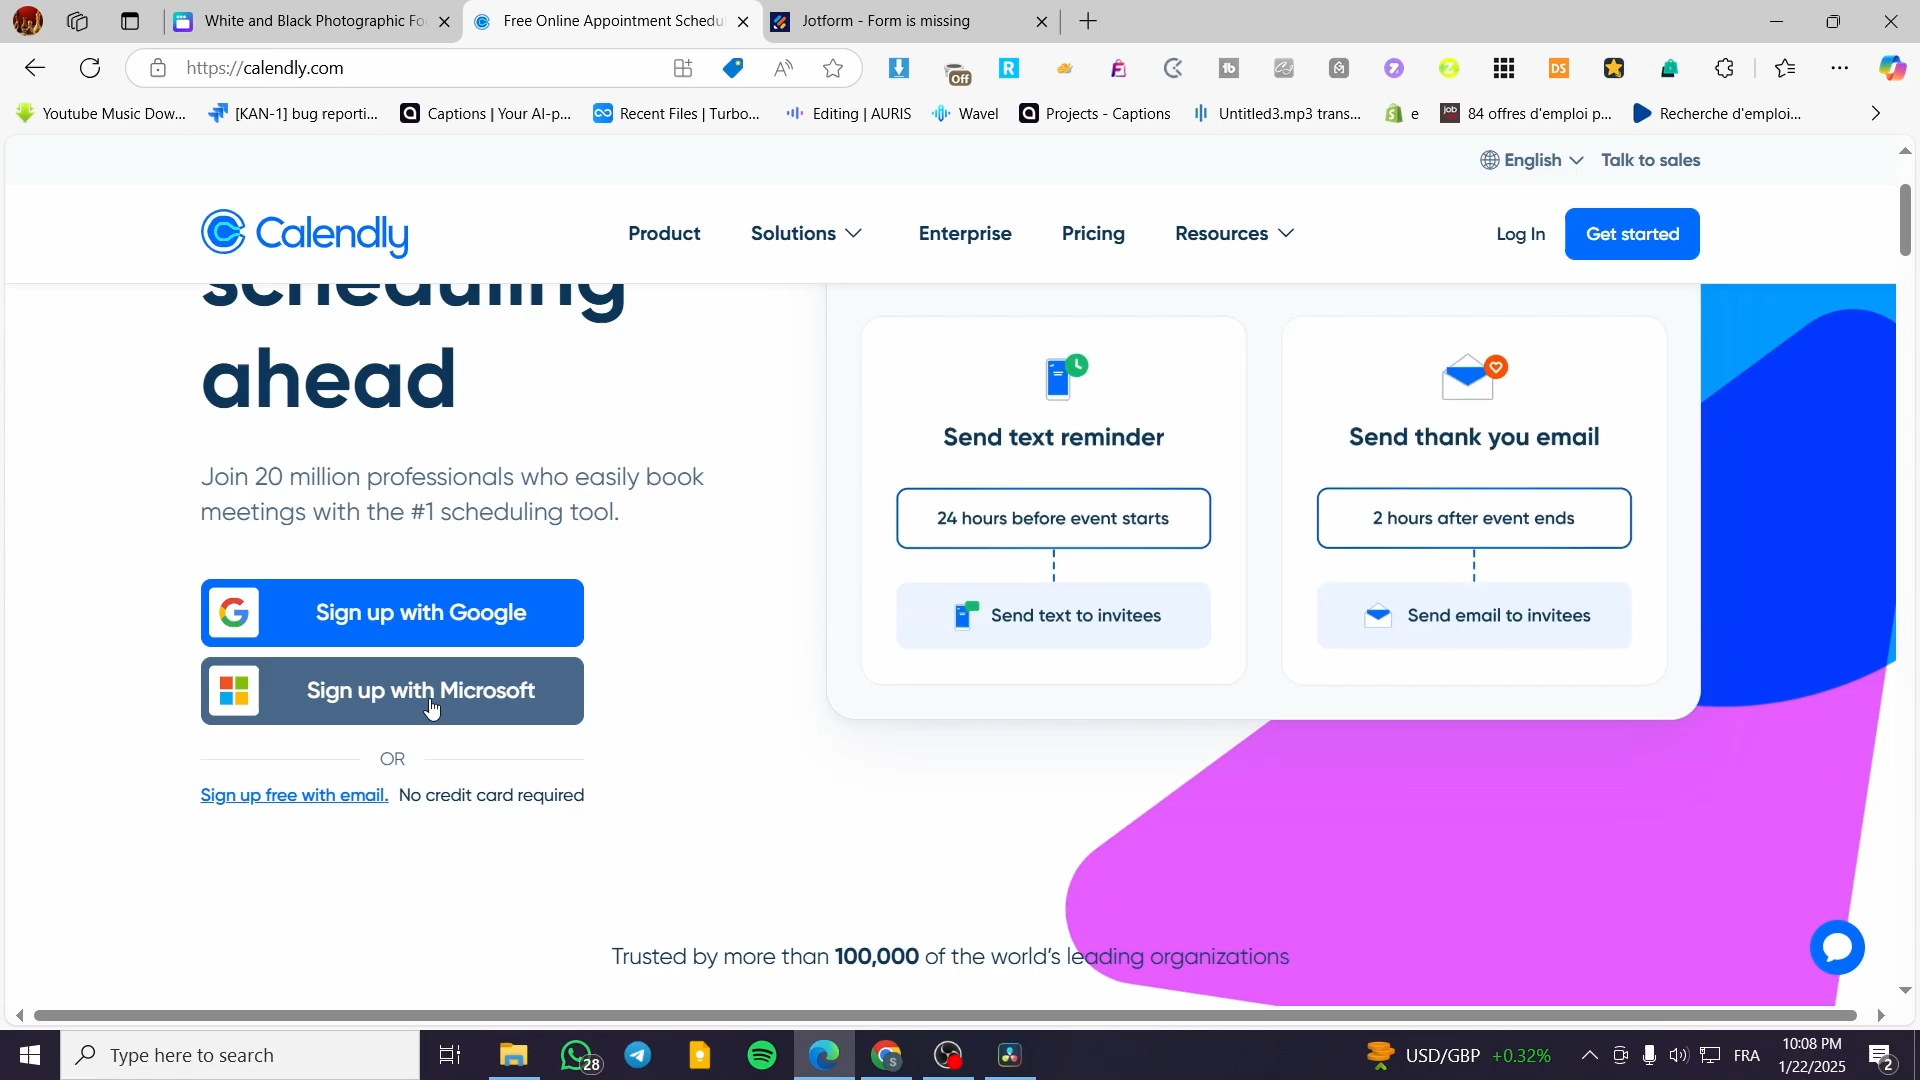 White and Black Photographic Fo
Free Online Appointment Schedul
Jotform - Form is missing
https://calendly.com
Off
R
tb
DS
Youtube Music Dow...
[KAN-1] bug reporti...
Captions | Your AI-p...
Recent Files | Turbo...
Editing | AURIS
Wavel
Projects - Captions
Untitled3.mp3 trans...
e
job
84 offres d'emploi p...
Recherche d'emploi...
English
Talk to sales
Calendly
Product
Solutions
Enterprise
Pricing
Resources
Log In
Get started
scheduling
ahead
Join 20 million professionals who easily book
meetings with the #1 scheduling tool.
Sign up with Google
Sign up with Microsoft
OR
Sign up free with email. No credit card required
Send text reminder
24 hours before event starts
Send text to invitees
Send thank you email
2 hours after event ends
Send email to invitees
Trusted by more than 100,000 of the world's leading organizations
Type here to search
28
S
USD/GBP +0.32%
FRA
10:08 PM
1/22/2025
2